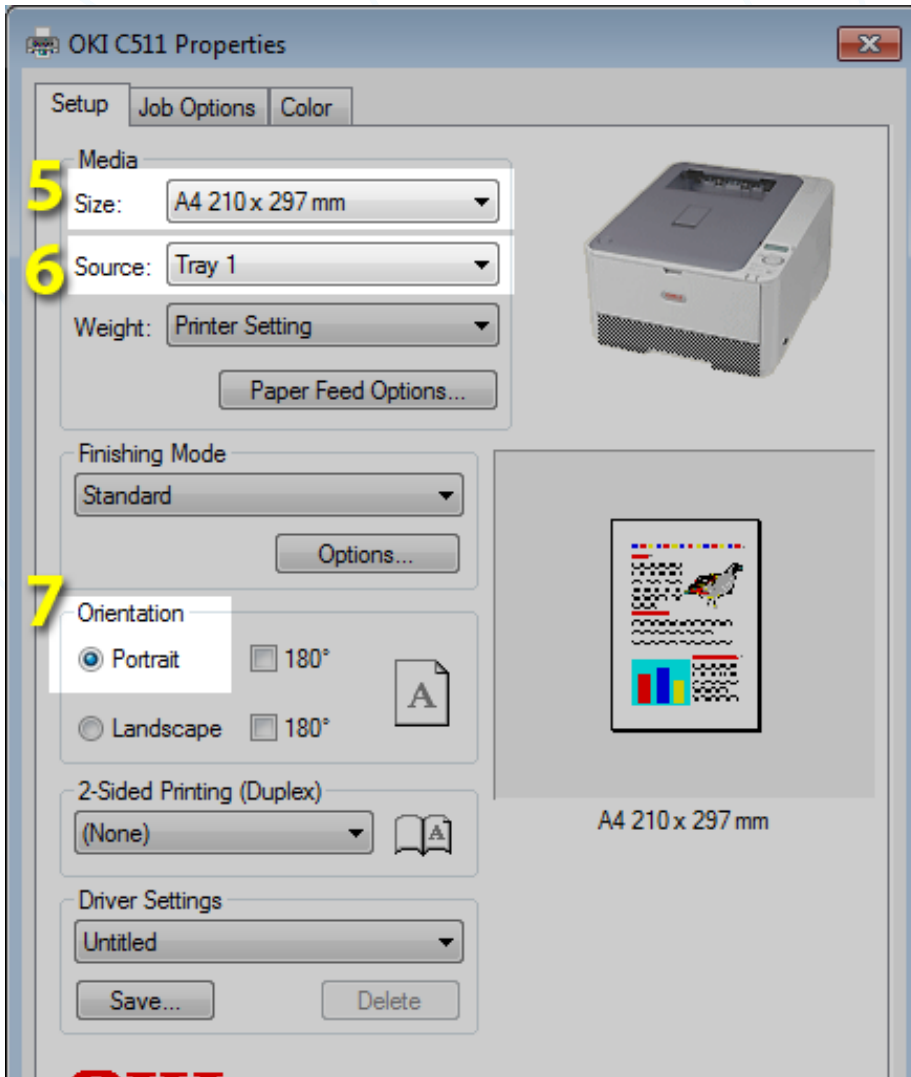 OKI C511 Properties
Setup Job Options Color
Media
5
Size: A4 210 x 297 mm
6
Source: Tray 1
Weight: Printer Setting
Paper Feed Options...
Finishing Mode
Standard
Options...
7
Orientation
Portrait 180°
A
Landscape 180°
2-Sided Printing (Duplex)
(None) A
A4 210 x 297 mm
Driver Settings
Untitled
Save... Delete